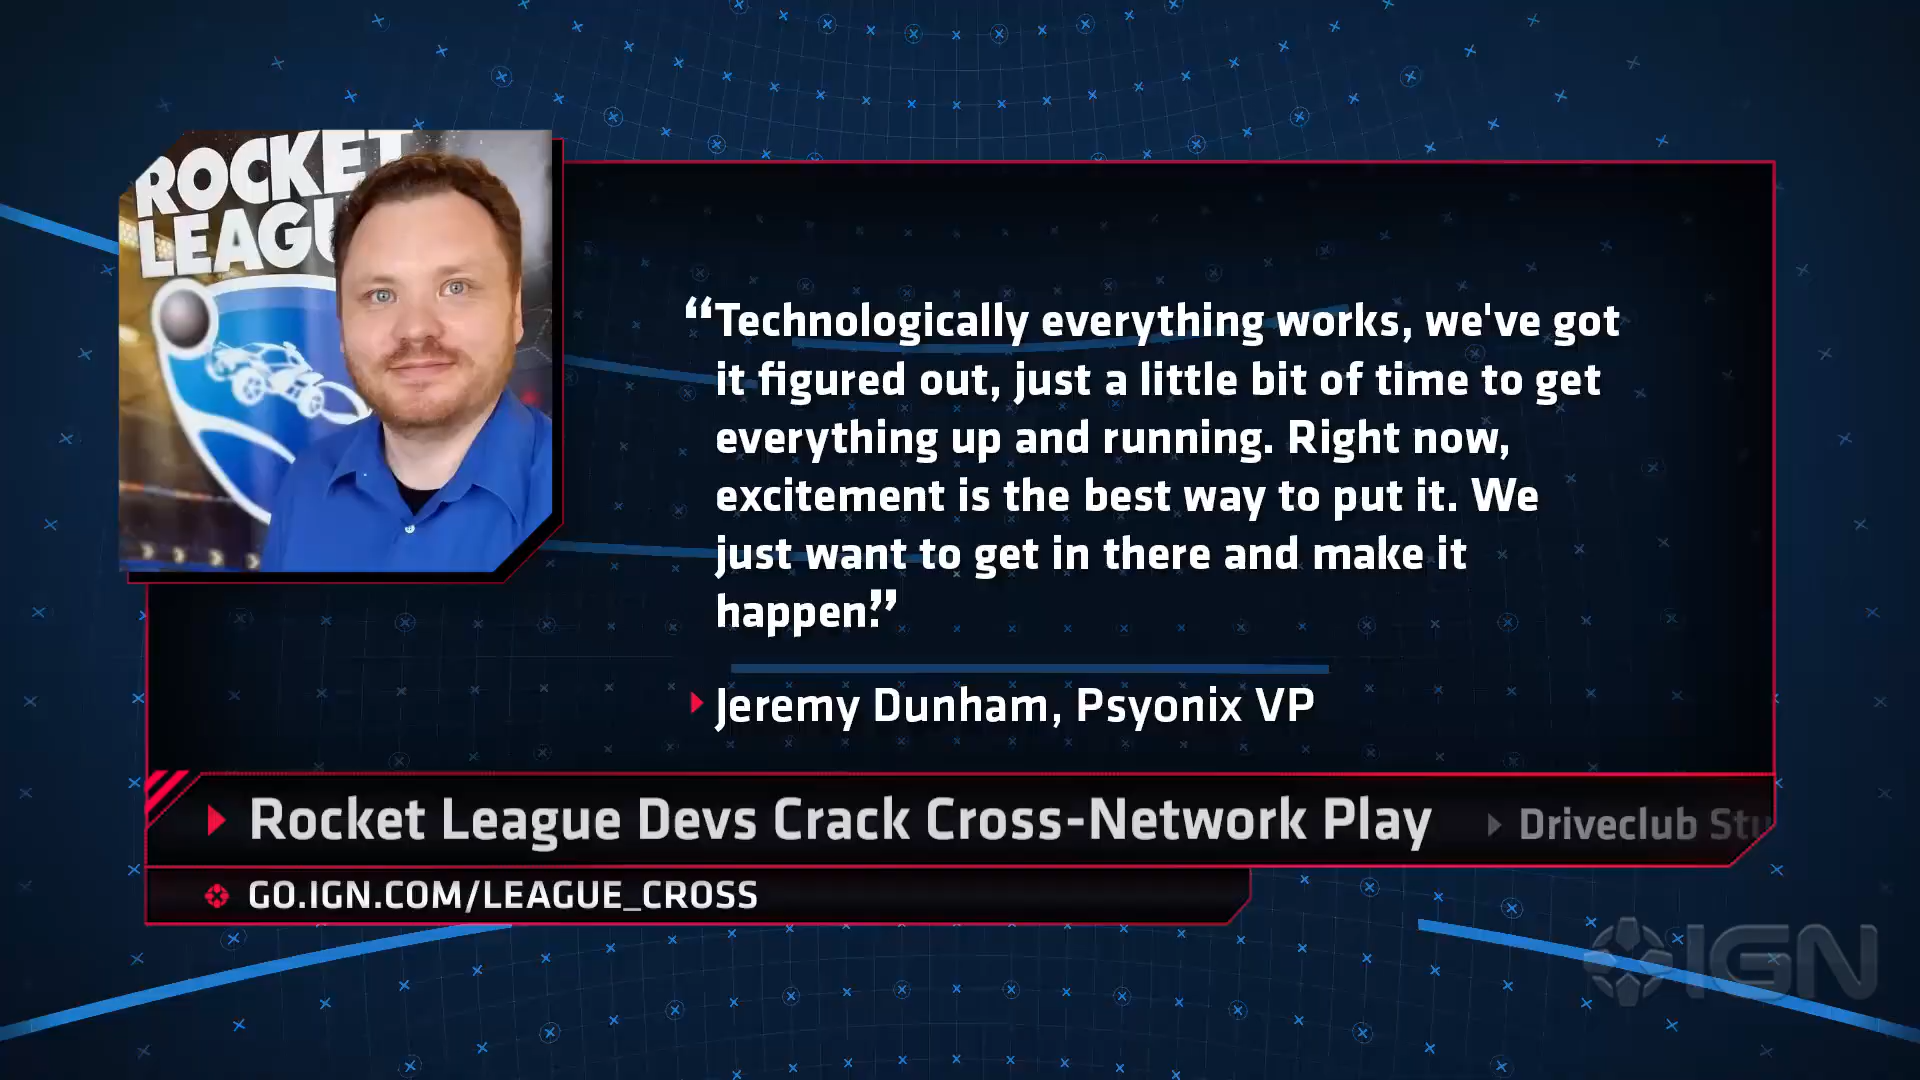 ROCKET
LEAGU
“Technologically everything works, we've got
it figured out, just a little bit of time to get
everything up and running. Right now,
excitement is the best way to put it. We
just want to get in there and make it
happen.”
Jeremy Dunham, Psyonix VP
Rocket League Devs Crack Cross-Network Play
Driveclub Stu
GO.IGN.COM/LEAGUE_CROSS
IGN